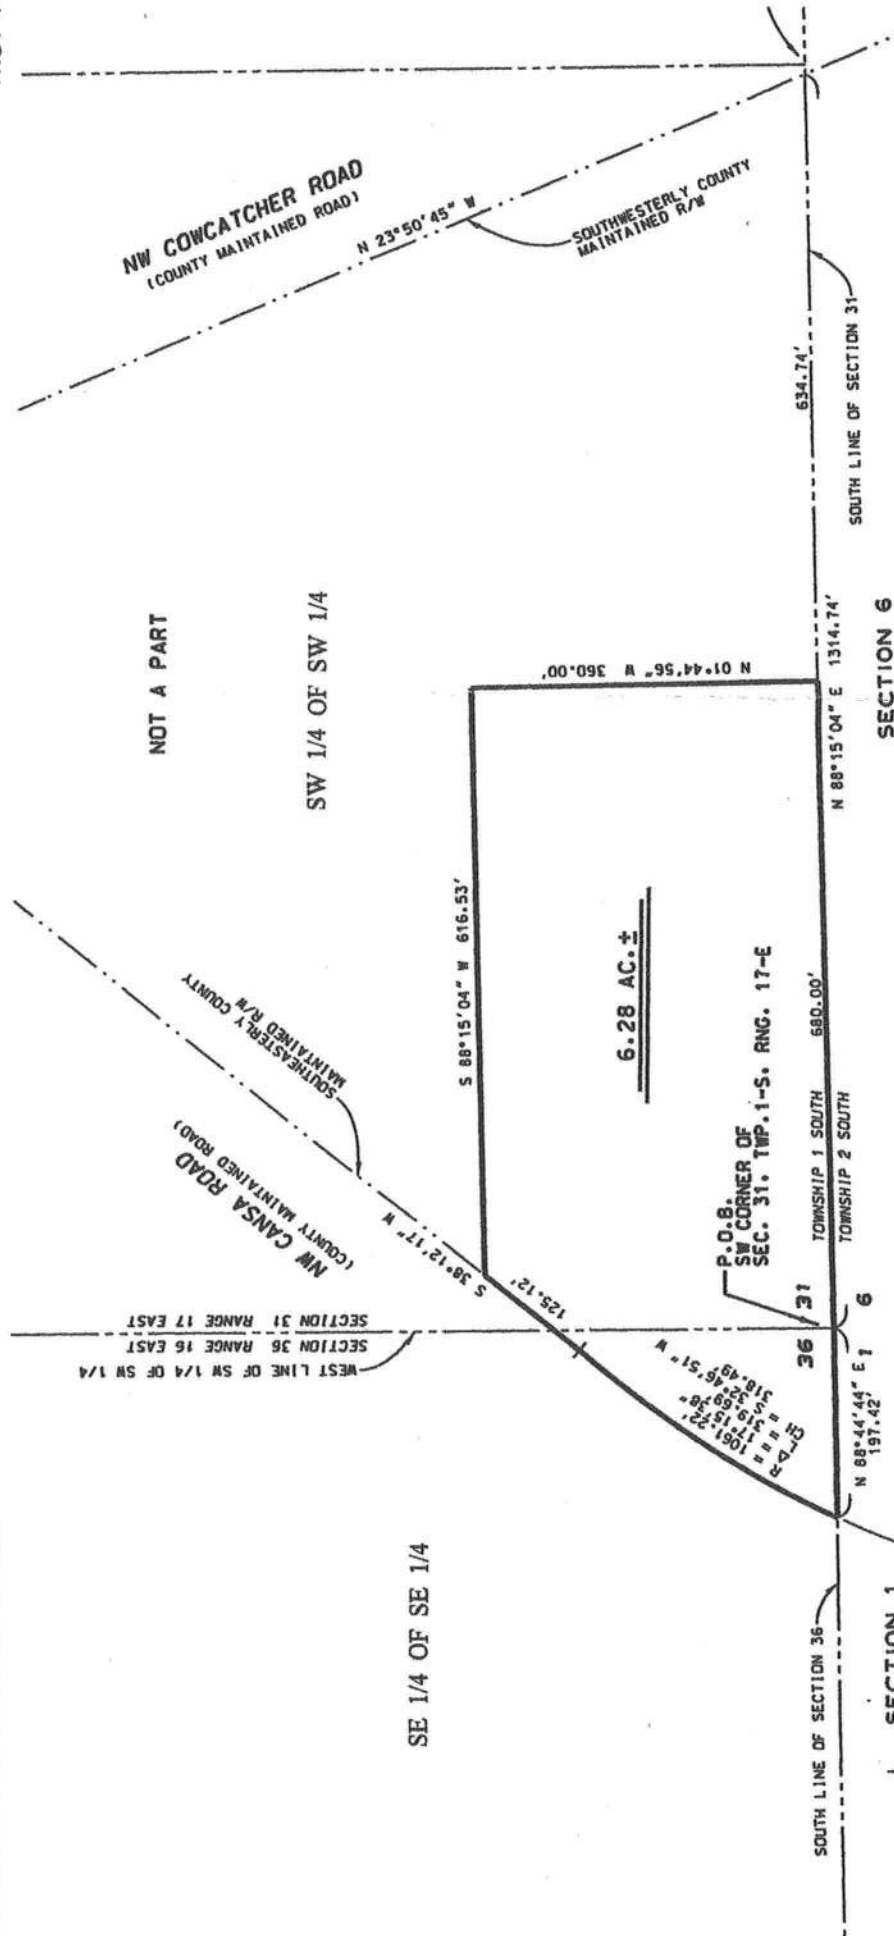 NW COWCATCHER ROAD
(COUNTY MAINTAINED ROAD)
N 23°50'45" W
SOUTHWESTERLY COUNTY
MAINTAINED R/W
NOT A PART
SW 1/4 OF SW 1/4
SOUTHEASTERLY COUNTY
MAINTAINED R/W
NW CANSA ROAD
(COUNTY MAINTAINED ROAD)
S 38°12'17" W
125.12'
S 88°15'04" W 616.53'
N 01°44'56" W 360.00'
6.28 AC.±
WEST LINE OF SW 1/4 OF SW 1/4
SECTION 36 RANGE 16 EAST
SECTION 31 RANGE 17 EAST
P.O.B.
SW CORNER OF
SEC. 31. TWP.1-S. RNG. 17-E
R = 1061.22'
Δ = 17°15'38"
L = 319.69'
CH = S 32°46'51" W
318.49'
36 31
1 6
TOWNSHIP 1 SOUTH
TOWNSHIP 2 SOUTH
680.00'
N 88°15'04" E 1314.74'
634.74'
SOUTH LINE OF SECTION 31
SECTION 6
SE 1/4 OF SE 1/4
N 88°44'44" E
197.42'
SOUTH LINE OF SECTION 36
SECTION 1